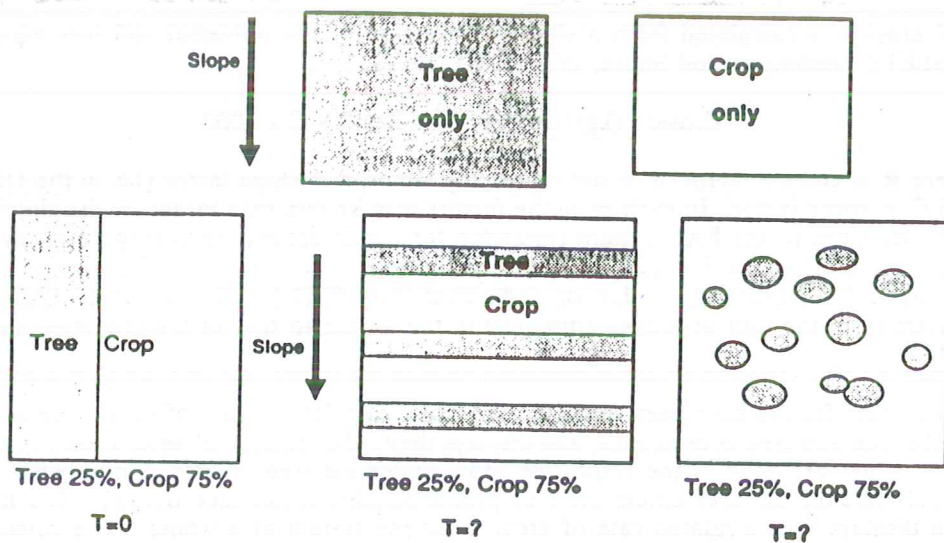 Slope
Tree
only
Crop
only
Tree
Crop
Slope
Tree
Crop
Tree 25%, Crop 75%
T=0
Tree 25%, Crop 75%
T=?
Tree 25%, Crop 75%
T=?